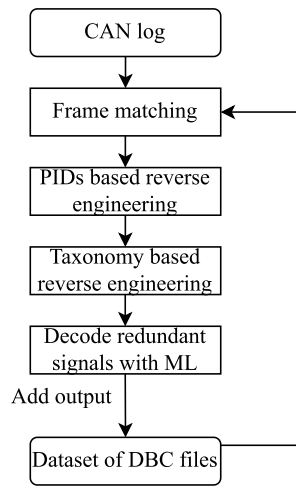 CAN log
Frame matching
PIDs based reverse
engineering
Taxonomy based
reverse engineering
Decode redundant
signals with ML
Add output
Dataset of DBC files